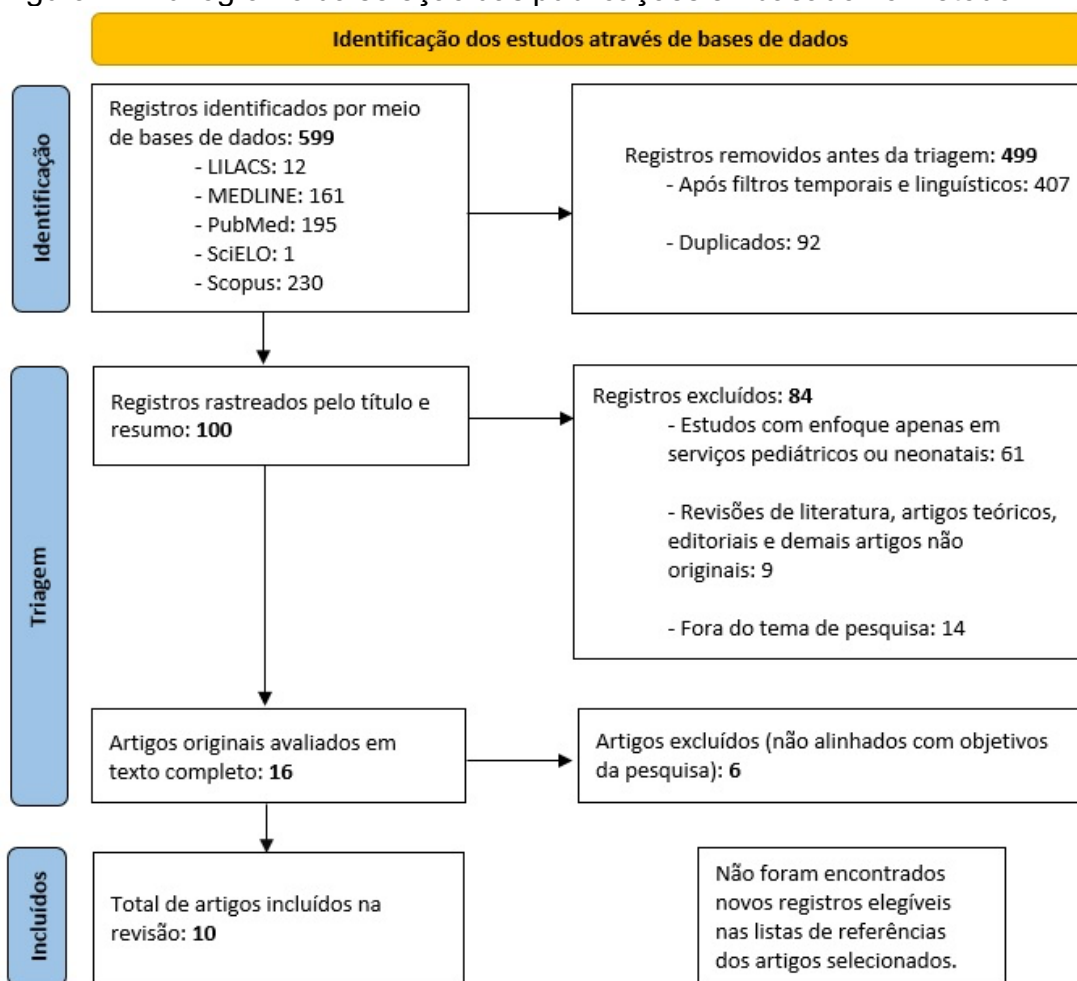 Identificação dos estudos através de bases de dados
Identificação
Registros identificados por meio
de bases de dados: 599
- LILACS: 12
- MEDLINE: 161
- PubMed: 195
- SciELO: 1
- Scopus: 230
Registros removidos antes da triagem: 499
- Após filtros temporais e linguísticos: 407
- Duplicados: 92
Triagem
Registros rastreados pelo título e
resumo: 100
Registros excluídos: 84
- Estudos com enfoque apenas em
serviços pediátricos ou neonatais: 61
- Revisões de literatura, artigos teóricos,
editoriais e demais artigos não
originais: 9
- Fora do tema de pesquisa: 14
Artigos originais avaliados em
texto completo: 16
Artigos excluídos (não alinhados com objetivos
da pesquisa): 6
Incluídos
Total de artigos incluídos na
revisão: 10
Não foram encontrados
novos registros elegíveis
nas listas de referências
dos artigos selecionados.